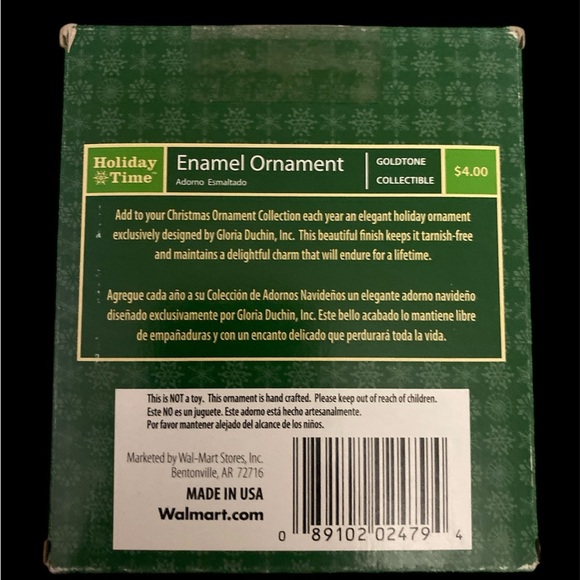 Holiday Time™
Enamel Ornament
Adorno Esmaltado
GOLDTONE
COLLECTIBLE
$4.00
Add to your Christmas Ornament Collection each year an elegant holiday ornament
exclusively designed by Gloria Duchin, Inc. This beautiful finish keeps it tarnish-free
and maintains a delightful charm that will endure for a lifetime.
Agregue cada año a su Colección de Adornos Navideños un elegante adorno navideño
diseñado exclusivamente por Gloria Duchin, Inc. Este bello acabado lo mantiene libre
de empañaduras y con un encanto delicado que perdurará toda la vida.
This is NOT a toy. This ornament is hand crafted. Please keep out of reach of children.
Este NO es un juguete. Este adorno está hecho artesanalmente.
Por favor mantener alejado del alcance de los niños.
Marketed by Wal-Mart Stores, Inc.
Bentonville, AR 72716
MADE IN USA
Walmart.com
0 89102 02479 4